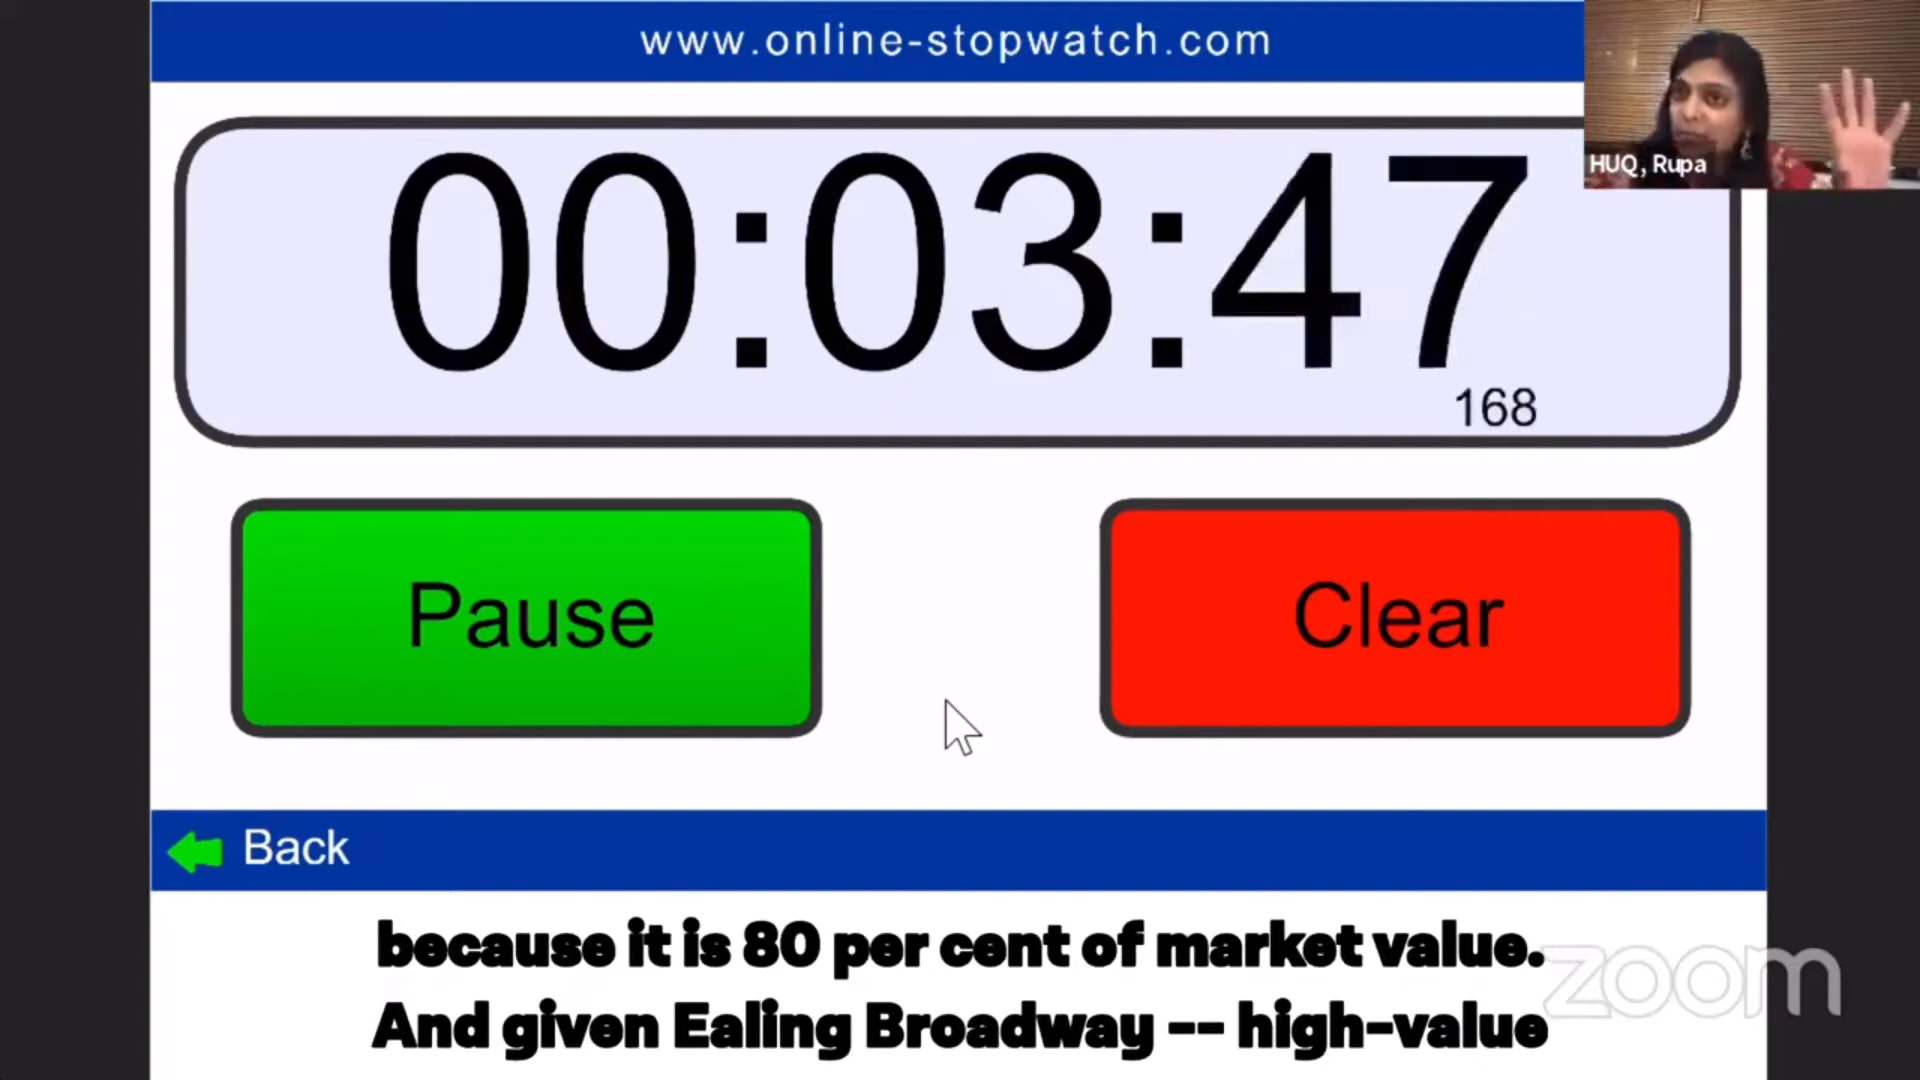 www.online-stopwatch.com
HUQ, Rupa
00:03:47
168
Pause
Clear
Back
because it is 80 per cent of market value.
And given Ealing Broadway -- high-value
zoom